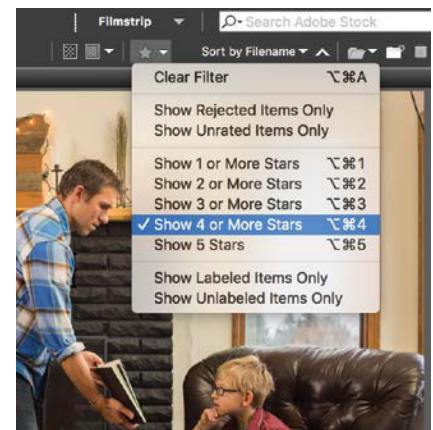 Filmstrip
Search Adobe Stock
Sort by Filename
Clear Filter ⌥⌘A
Show Rejected Items Only
Show Unrated Items Only
Show 1 or More Stars ⌥⌘1
Show 2 or More Stars ⌥⌘2
Show 3 or More Stars ⌥⌘3
✓ Show 4 or More Stars ⌥⌘4
Show 5 Stars ⌥⌘5
Show Labeled Items Only
Show Unlabeled Items Only